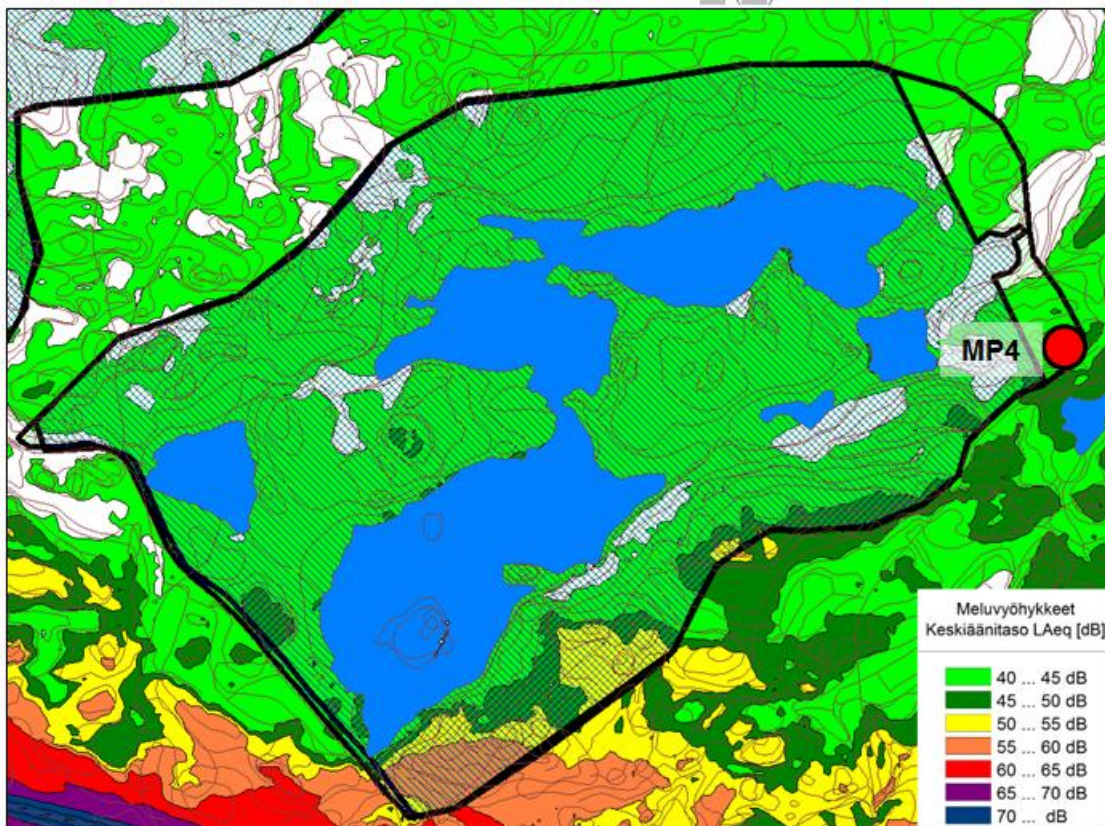 MP4
Meluvyöhykkeet
Keskiäänitaso LAeq [dB]
40 ... 45 dB
45 ... 50 dB
50 ... 55 dB
55 ... 60 dB
60 ... 65 dB
65 ... 70 dB
70 ... dB